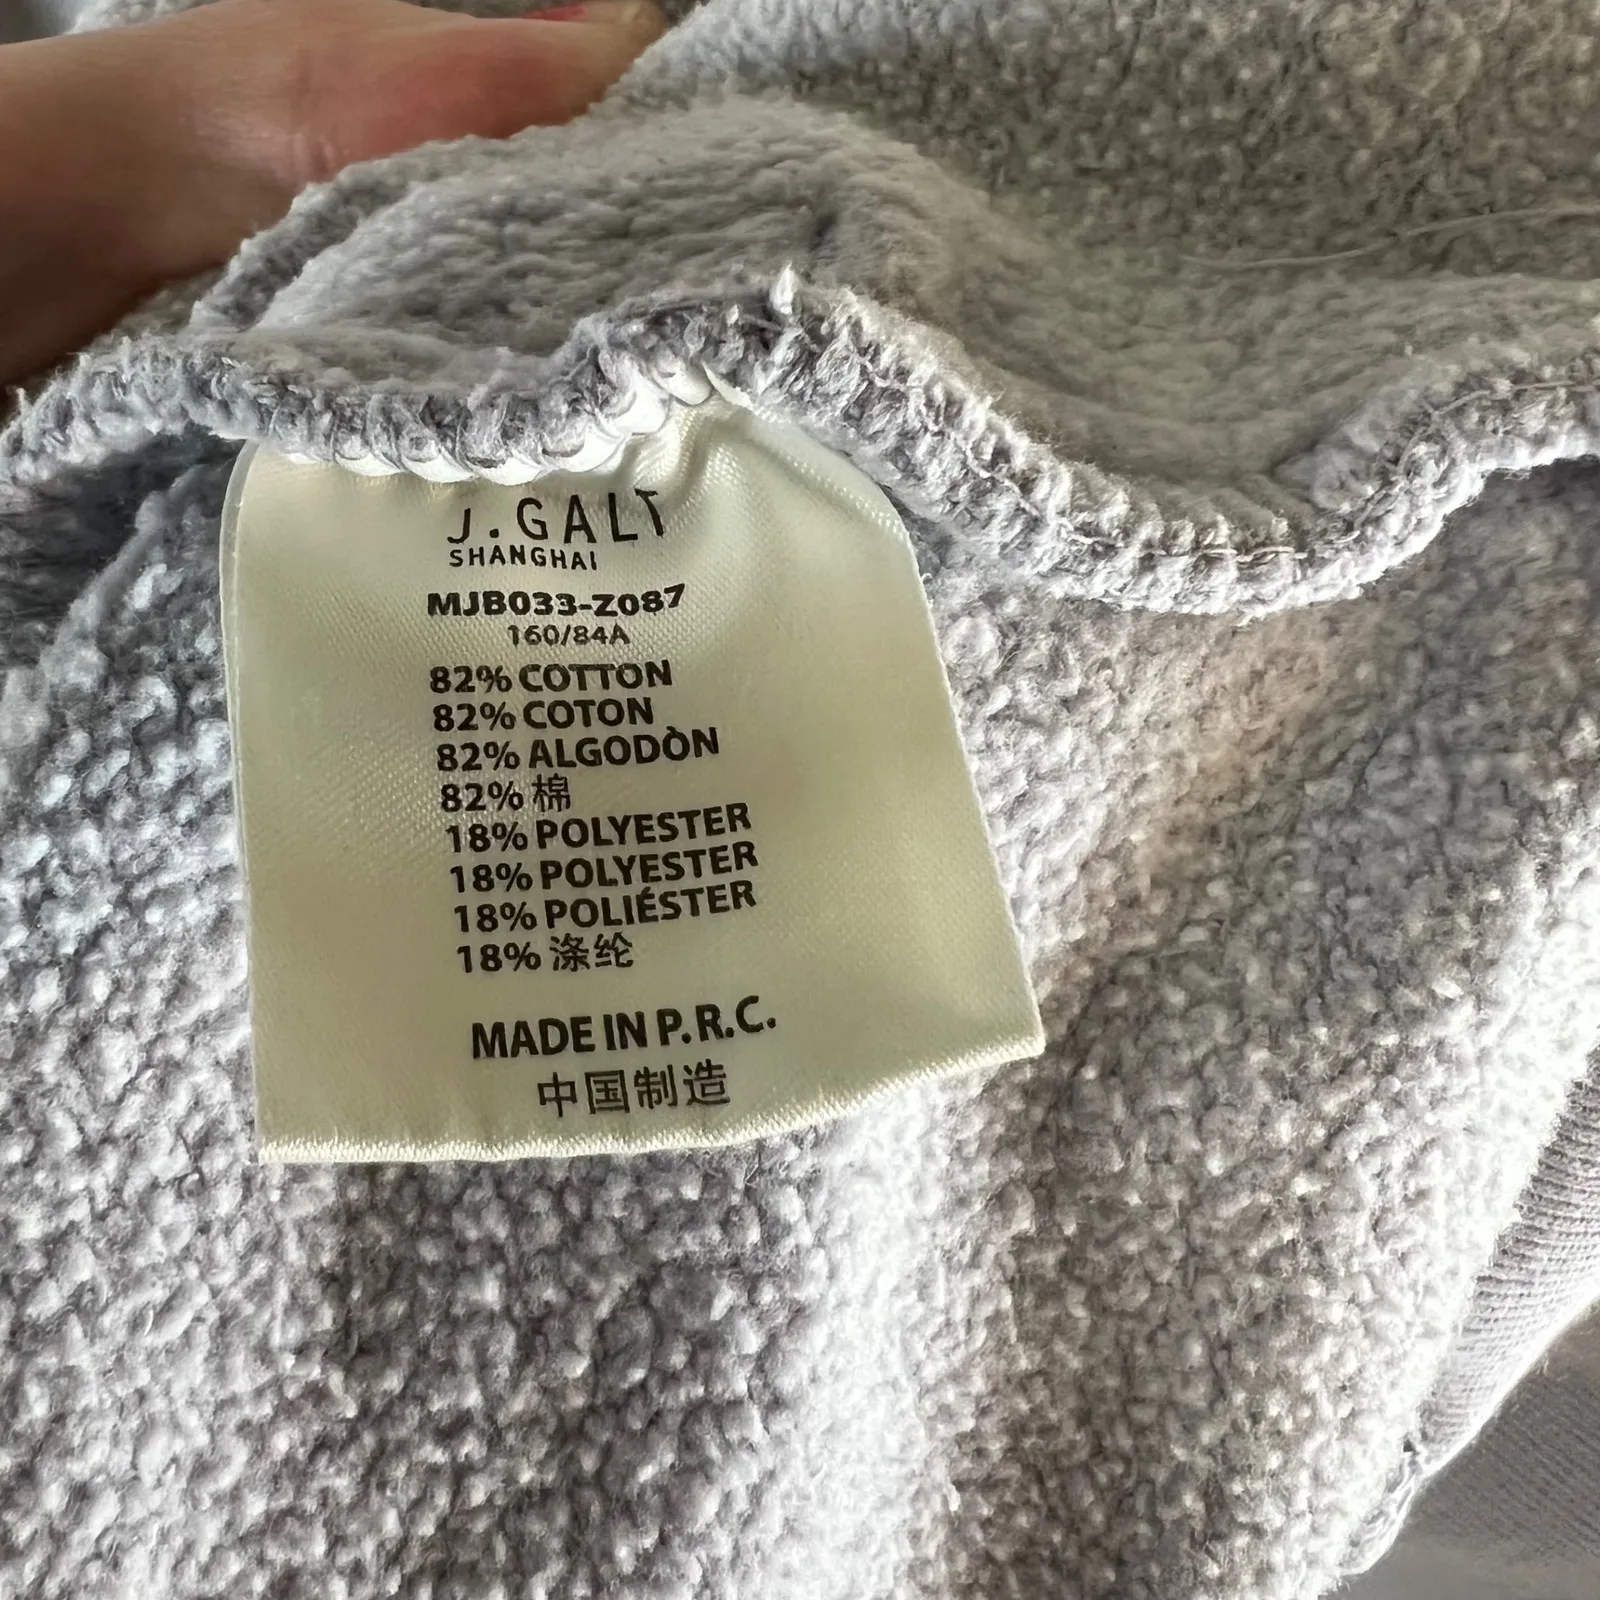 J.GALT
SHANGHAI
MJB033-Z087
160/84A
82% COTTON
82% COTON
82% ALGODÒN
82% 棉
18% POLYESTER
18% POLYESTER
18% POLIÉSTER
18% 涤纶
MADE IN P.R.C.
中国制造